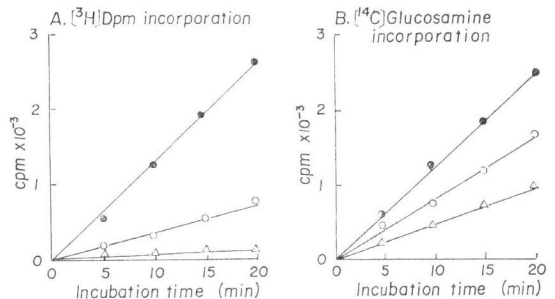 A. [³H]Dpm incorporation
3
2
1
0
cpm x10⁻³
0 5 10 15 20
Incubation time (min)
B. [¹⁴C]Glucosamine
incorporation
3
2
1
0
cpm x10⁻³
0 5 10 15 20
Incubation time (min)